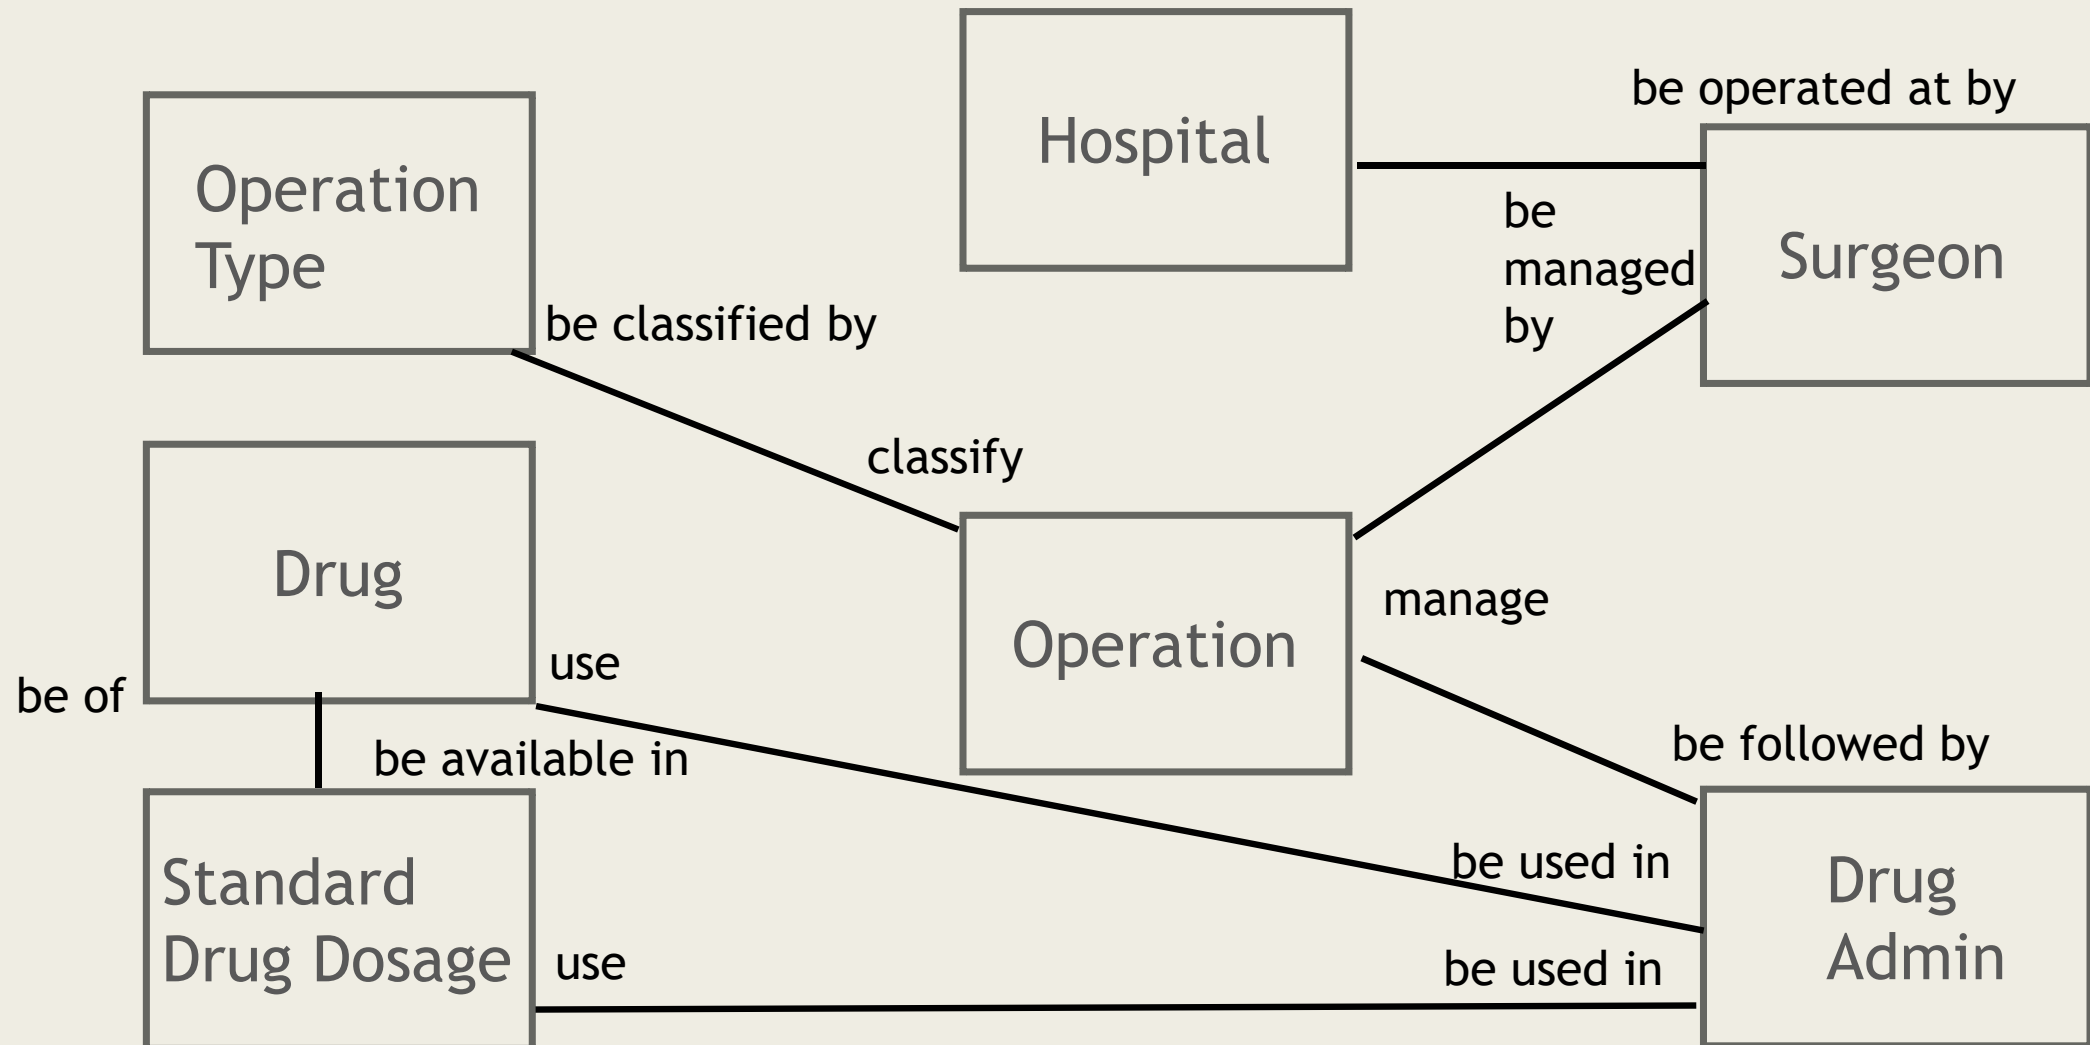 Hospital
be operated at by
Operation
Type
be
managed
by
Surgeon
be classified by
classify
Drug
Operation
manage
use
be of
be available in
be followed by
Standard
Drug Dosage
be used in
Drug
Admin
use
be used in